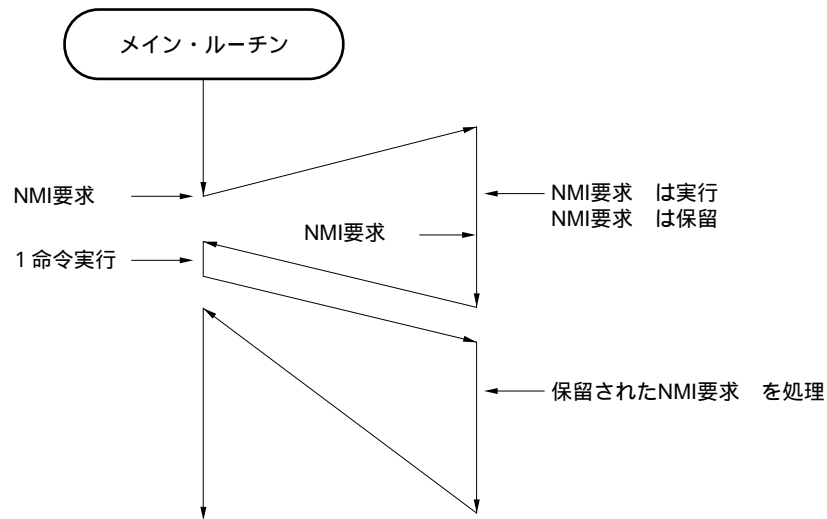 メイン・ルーチン
NMI要求
NMI要求　は実行
NMI要求　は保留
NMI要求
1命令実行
保留されたNMI要求　を処理